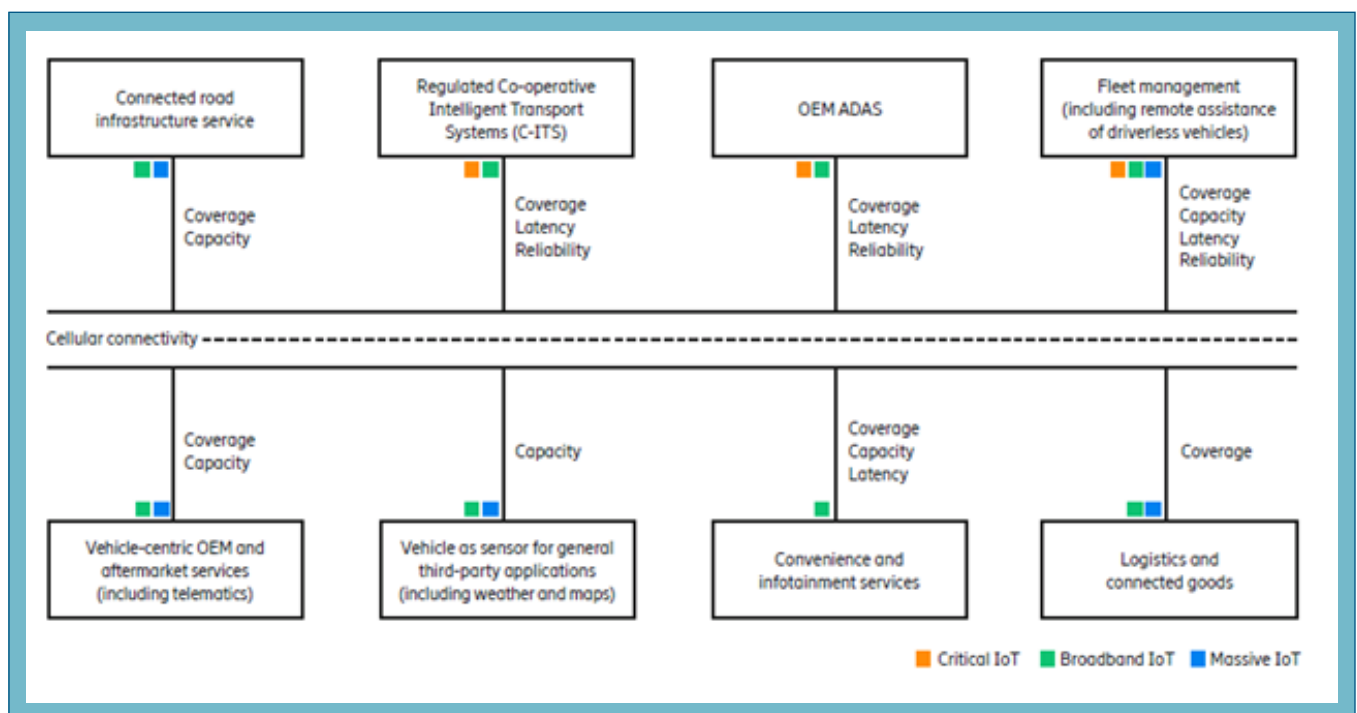 Connected road
infrastructure service
Regulated Co-operative
Intelligent Transport
Systems (C-ITS)
OEM ADAS
Fleet management
(including remote assistance
of driverless vehicles)
Coverage
Capacity
Coverage
Latency
Reliability
Coverage
Latency
Reliability
Coverage
Capacity
Latency
Reliability
Cellular connectivity
Coverage
Capacity
Capacity
Coverage
Capacity
Latency
Coverage
Vehicle-centric OEM and
aftermarket services
(including telematics)
Vehicle as sensor for general
third-party applications
(including weather and maps)
Convenience and
infotainment services
Logistics and
connected goods
Critical IoT Broadband IoT Massive IoT